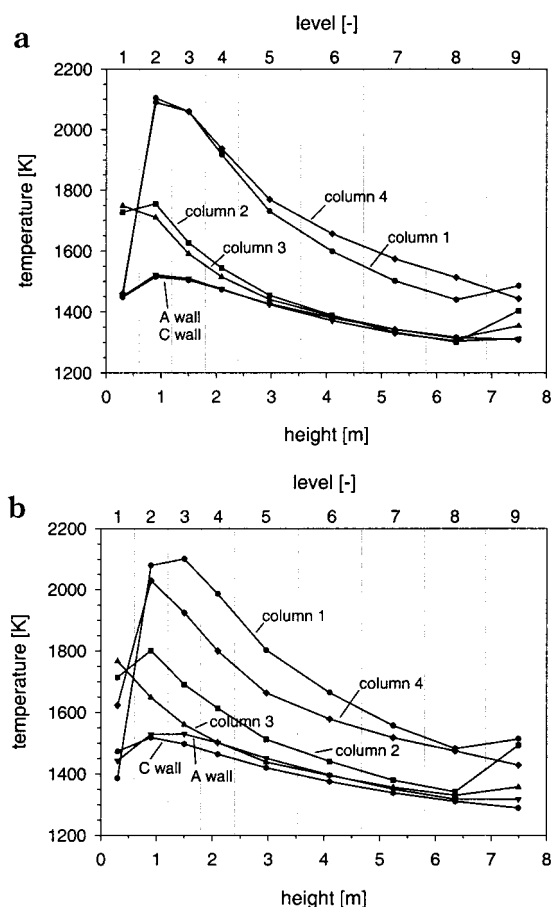 a
level [-]
1 2 3 4 5 6 7 8 9
2200
2000
1800
1600
1400
1200
temperature [K]
column 4
column 2
column 1
column 3
A wall
C wall
0 1 2 3 4 5 6 7 8
height [m]
b
level [-]
1 2 3 4 5 6 7 8 9
2200
2000
1800
1600
1400
1200
temperature [K]
column 1
column 4
column 3
column 2
C wall
A wall
0 1 2 3 4 5 6 7 8
height [m]